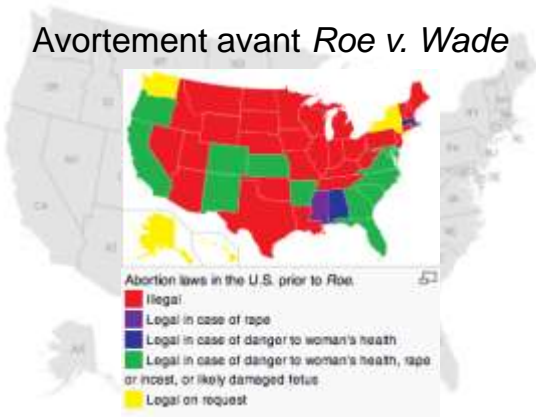 Avortement avant Roe v. Wade
Abortion laws in the U.S. prior to Roe.
Illegal
Legal in case of rape
Legal in case of danger to woman's health
Legal in case of danger to woman's health, rape
or incest, or likely damaged fetus
Legal on request